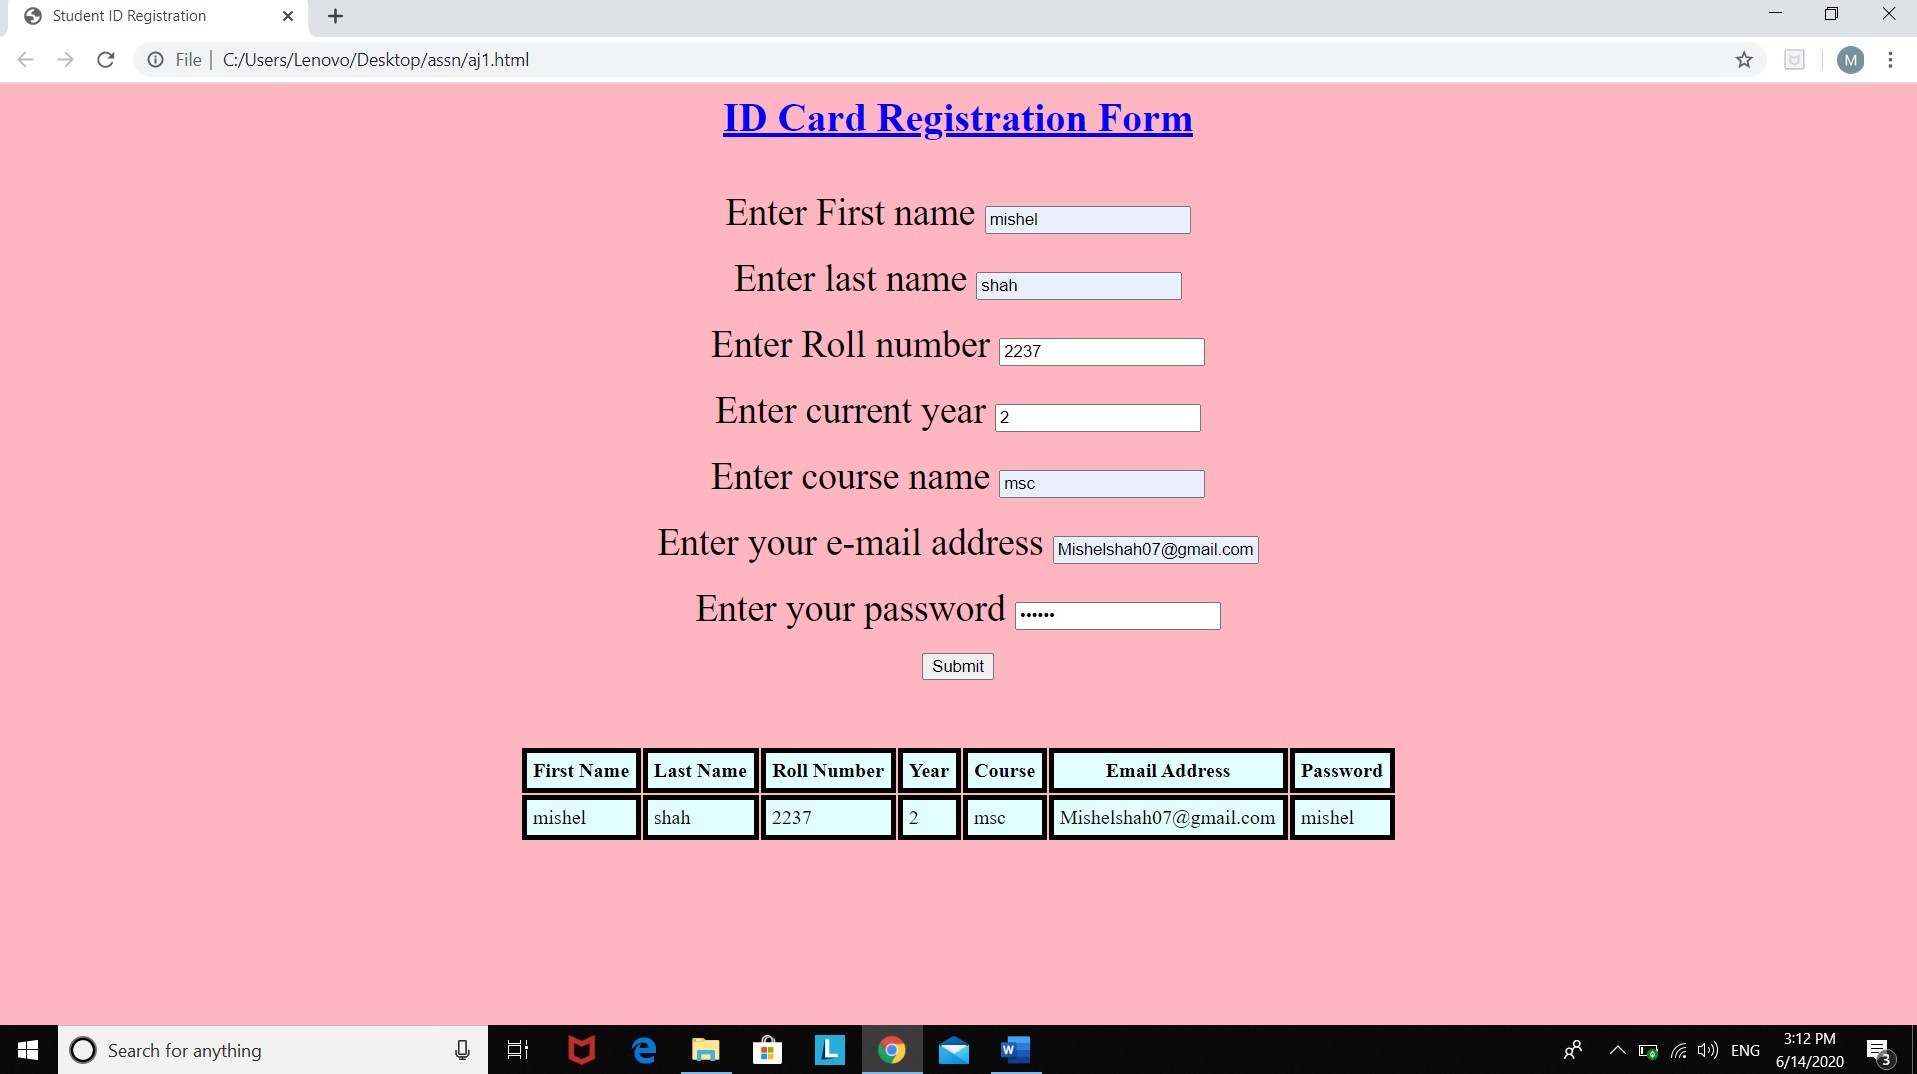 Student ID Registration
File | C:/Users/Lenovo/Desktop/assn/aj1.html
M
ID Card Registration Form
Enter First name mishel
Enter last name shah
Enter Roll number 2237
Enter current year 2
Enter course name msc
Enter your e-mail address Mishelshah07@gmail.com
Enter your password ••••••
Submit
First Name Last Name Roll Number Year Course Email Address Password
mishel shah 2237 2 msc Mishelshah07@gmail.com mishel
Search for anything
L
W
ENG
3:12 PM
6/14/2020
3